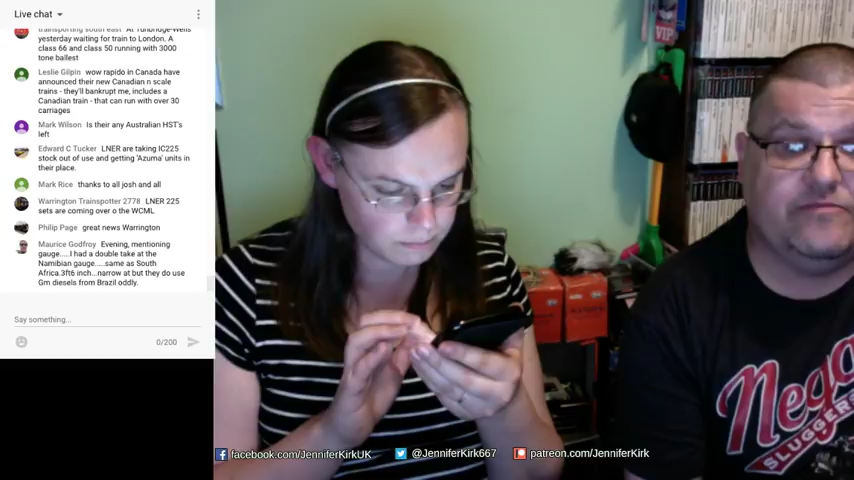 Live chat
transporting south east At Tunbridge-Wells
yesterday waiting for train to London. A
class 66 and class 50 running with 3000
tone ballest
Leslie Gilpin wow rapido in Canada have
announced their new Canadian n scale
trains - they'll bankrupt me, includes a
Canadian train - that can run with over 30
carriages
Mark Wilson Is their any Australian HST's
left
Edward C Tucker LNER are taking IC225
stock out of use and getting 'Azuma' units in
their place.
Mark Rice thanks to all josh and all
Warrington Trainspotter 2778 LNER 225
sets are coming over o the WCML
Philip Page great news Warrington
Maurice Godfroy Evening, mentioning
gauge.....I had a double take at the
Namibian gauge.....same as South
Africa.3ft6 inch...narrow at but they do use
Gm diesels from Brazil oddly.
Say something...
0/200
VIP
SLUGGERS
facebook.com/JenniferKirkUK
@JenniferKirk667
patreon.com/JenniferKirk